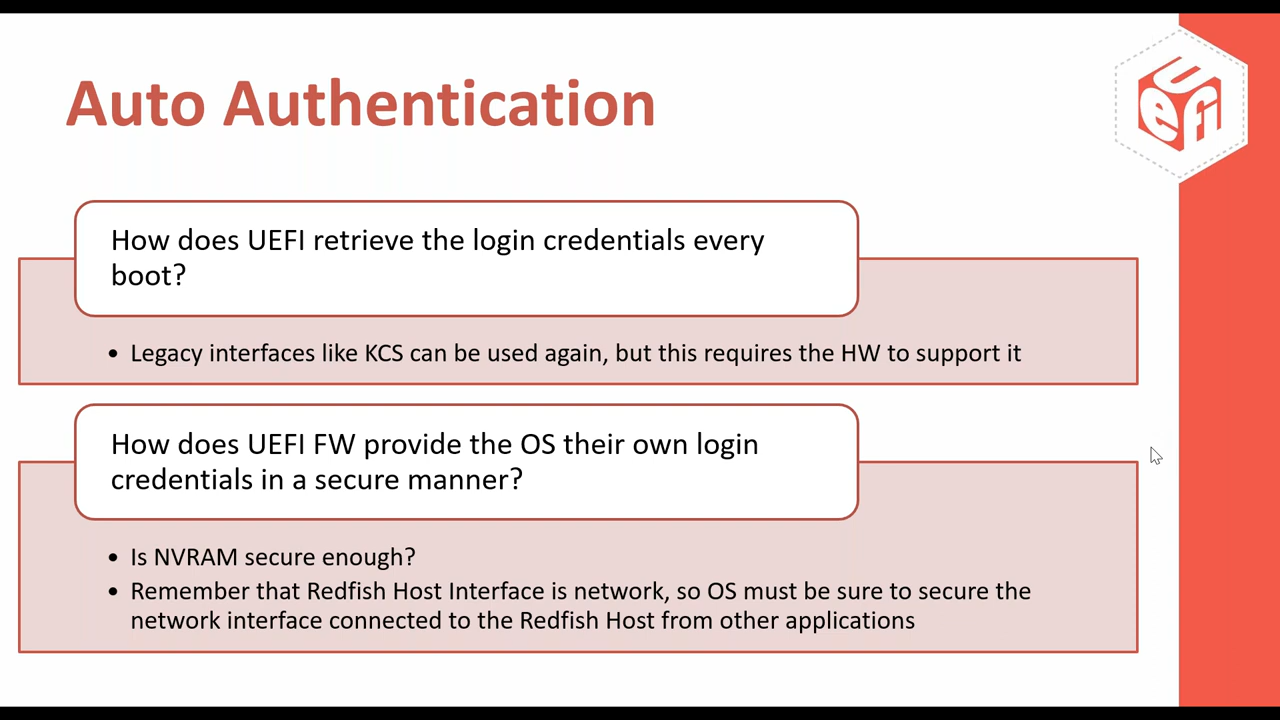 Auto Authentication
UEFI
How does UEFI retrieve the login credentials every
boot?
• Legacy interfaces like KCS can be used again, but this requires the HW to support it
How does UEFI FW provide the OS their own login
credentials in a secure manner?
• Is NVRAM secure enough?
• Remember that Redfish Host Interface is network, so OS must be sure to secure the
network interface connected to the Redfish Host from other applications